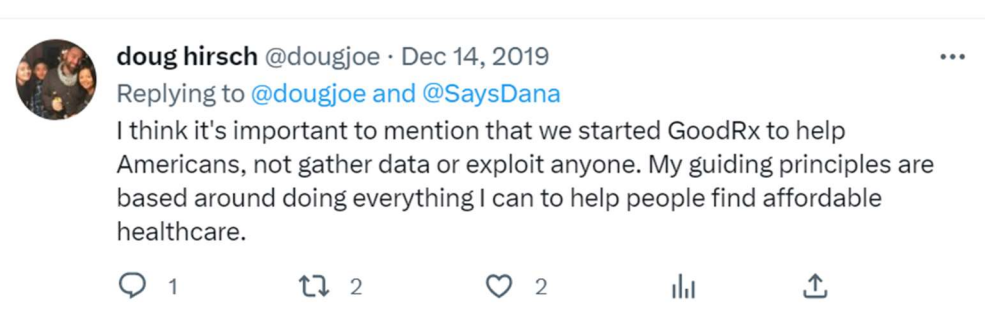 doug hirsch @dougjoe · Dec 14, 2019
Replying to @dougjoe and @SaysDana
I think it's important to mention that we started GoodRx to help
Americans, not gather data or exploit anyone. My guiding principles are
based around doing everything I can to help people find affordable
healthcare.
1 2 2